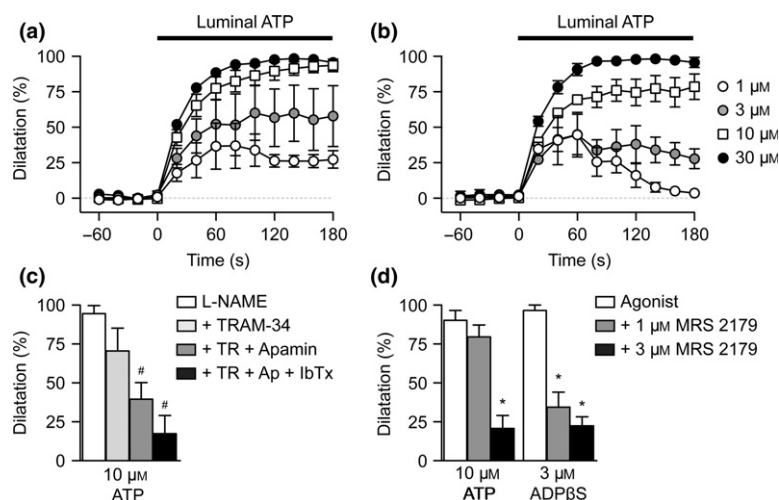 (a)
Luminal ATP
100
75
50
25
0
Dilatation (%)
−60
0
60
120
180
Time (s)
(b)
Luminal ATP
100
75
50
25
0
Dilatation (%)
−60
0
60
120
180
Time (s)
1 μM
3 μM
10 μM
30 μM
(c)
100
75
50
25
0
Dilatation (%)
L-NAME
+ TRAM-34
+ TR + Apamin
+ TR + Ap + IbTx
#
#
10 μM
ATP
(d)
100
75
50
25
0
Dilatation (%)
Agonist
+ 1 μM MRS 2179
+ 3 μM MRS 2179
*
*
*
10 μM
ATP
3 μM
ADPβS